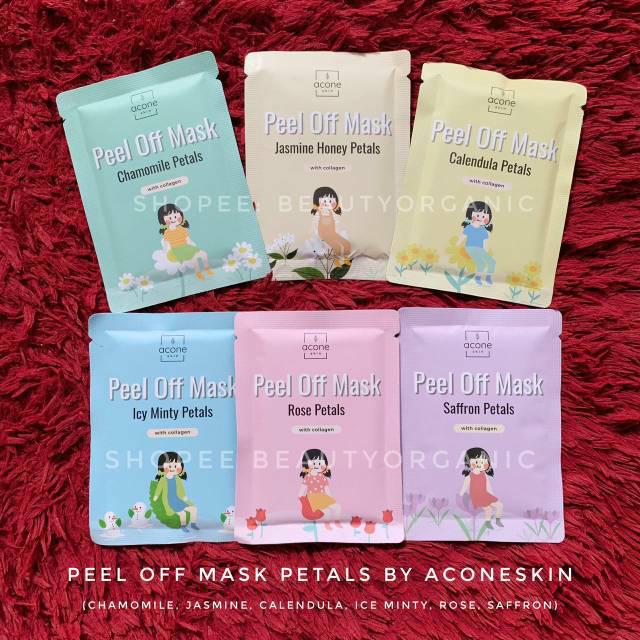 acone
skin
Peel Off Mask
Chamomile Petals
with collagen
acone
skin
Peel Off Mask
Jasmine Honey Petals
with collagen
acone
skin
Peel Off Mask
Calendula Petals
with collagen
SHOPEE: BEAUTYORGANIC
acone
skin
Peel Off Mask
Icy Minty Petals
with collagen
acone
skin
Peel Off Mask
Rose Petals
with collagen
acone
skin
Peel Off Mask
Saffron Petals
with collagen
SHOPEE: BEAUTYORGANIC
PEEL OFF MASK PETALS BY ACONESKIN
(CHAMOMILE, JASMINE, CALENDULA, ICE MINTY, ROSE, SAFFRON)